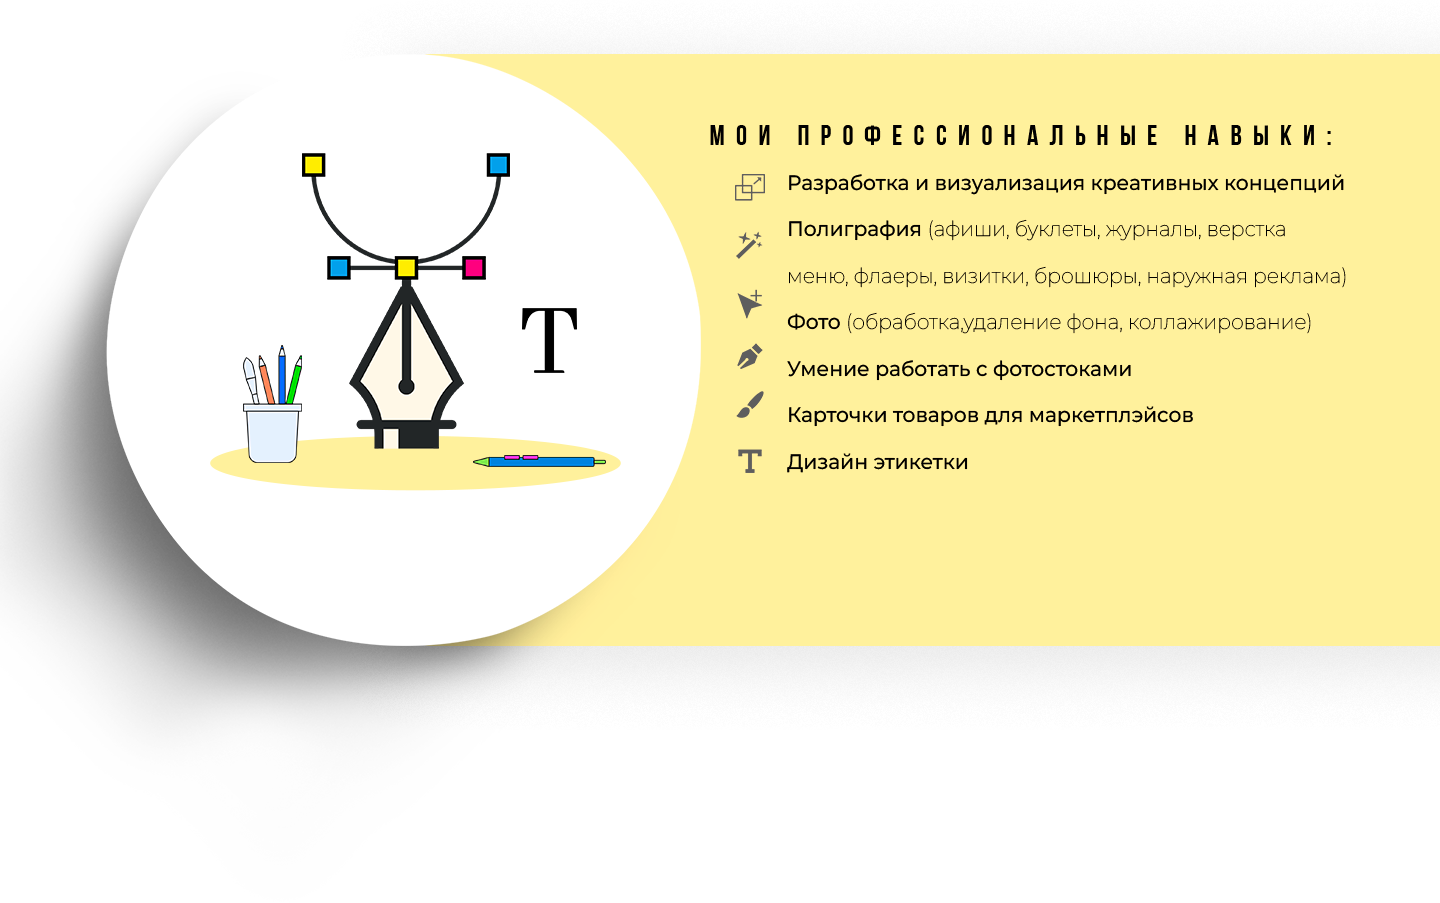 МОИ ПРОФЕССИОНАЛЬНЫЕ НАВЫКИ:
Разработка и визуализация креативных концепций
Полиграфия (афиши, буклеты, журналы, верстка
меню, флаеры, визитки, брошюры, наружная реклама)
Фото (обработка,удаление фона, коллажирование)
Умение работать с фотостоками
Карточки товаров для маркетплэйсов
Дизайн этикетки
T